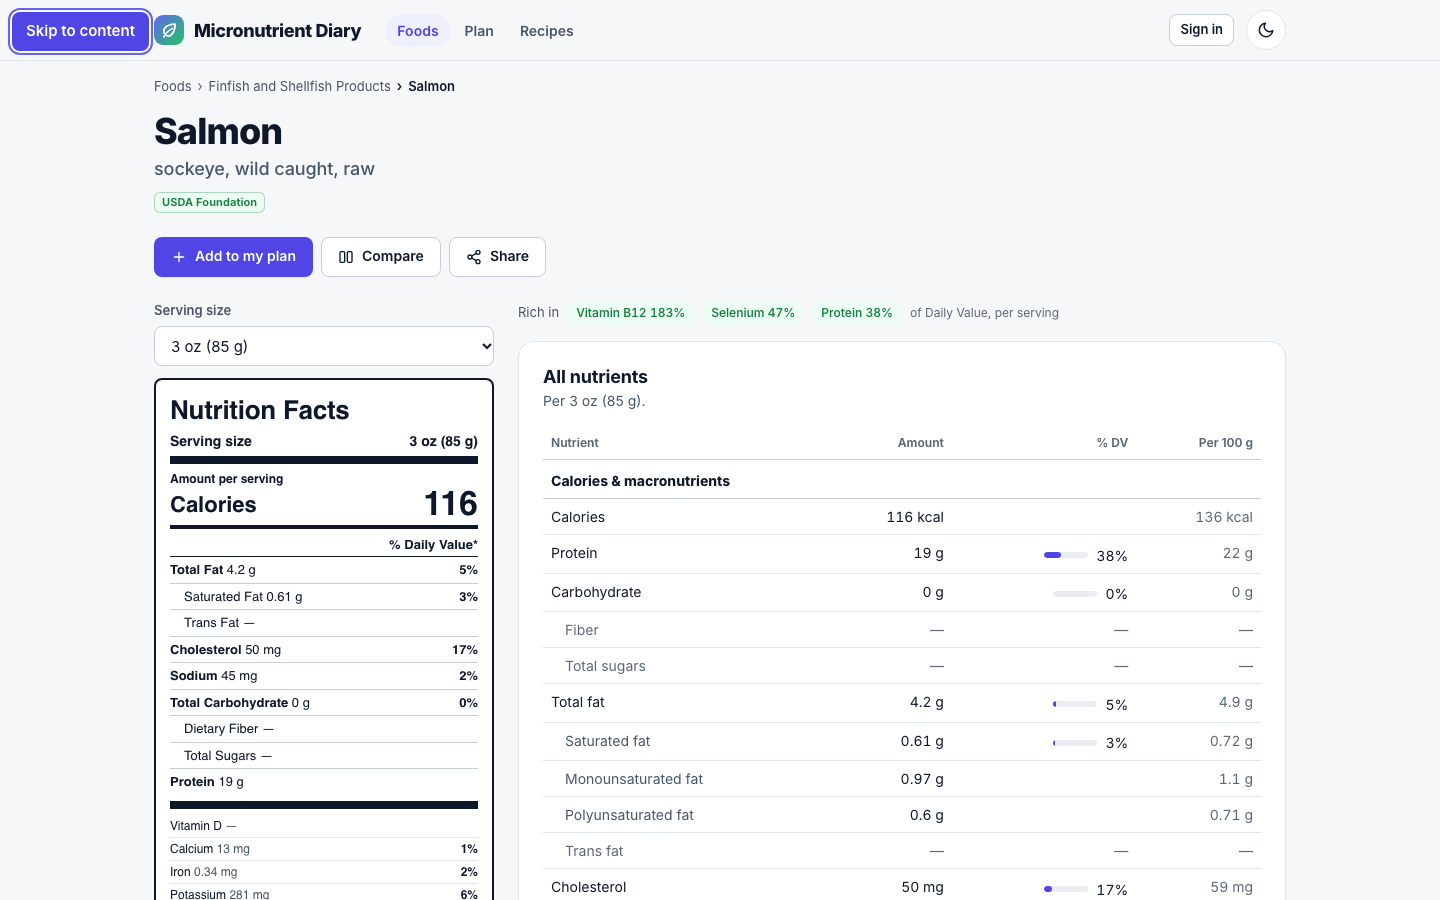 Skip to content
Micronutrient Diary
Foods
Plan
Recipes
Sign in
Foods › Finfish and Shellfish Products › Salmon
Salmon
sockeye, wild caught, raw
USDA Foundation
Add to my plan
Compare
Share
Serving size
3 oz (85 g)
Nutrition Facts
Serving size 3 oz (85 g)
Amount per serving
Calories 116
% Daily Value*
Total Fat 4.2 g 5%
Saturated Fat 0.61 g 3%
Trans Fat —
Cholesterol 50 mg 17%
Sodium 45 mg 2%
Total Carbohydrate 0 g 0%
Dietary Fiber —
Total Sugars —
Protein 19 g
Vitamin D —
Calcium 13 mg 1%
Iron 0.34 mg 2%
Potassium 281 mg 6%
Rich in Vitamin B12 183% Selenium 47% Protein 38% of Daily Value, per serving
All nutrients
Per 3 oz (85 g).
Nutrient Amount % DV Per 100 g
Calories & macronutrients
Calories 116 kcal 136 kcal
Protein 19 g 38% 22 g
Carbohydrate 0 g 0% 0 g
Fiber — — —
Total sugars — — —
Total fat 4.2 g 5% 4.9 g
Saturated fat 0.61 g 3% 0.72 g
Monounsaturated fat 0.97 g 1.1 g
Polyunsaturated fat 0.6 g 0.71 g
Trans fat — — —
Cholesterol 50 mg 17% 59 mg